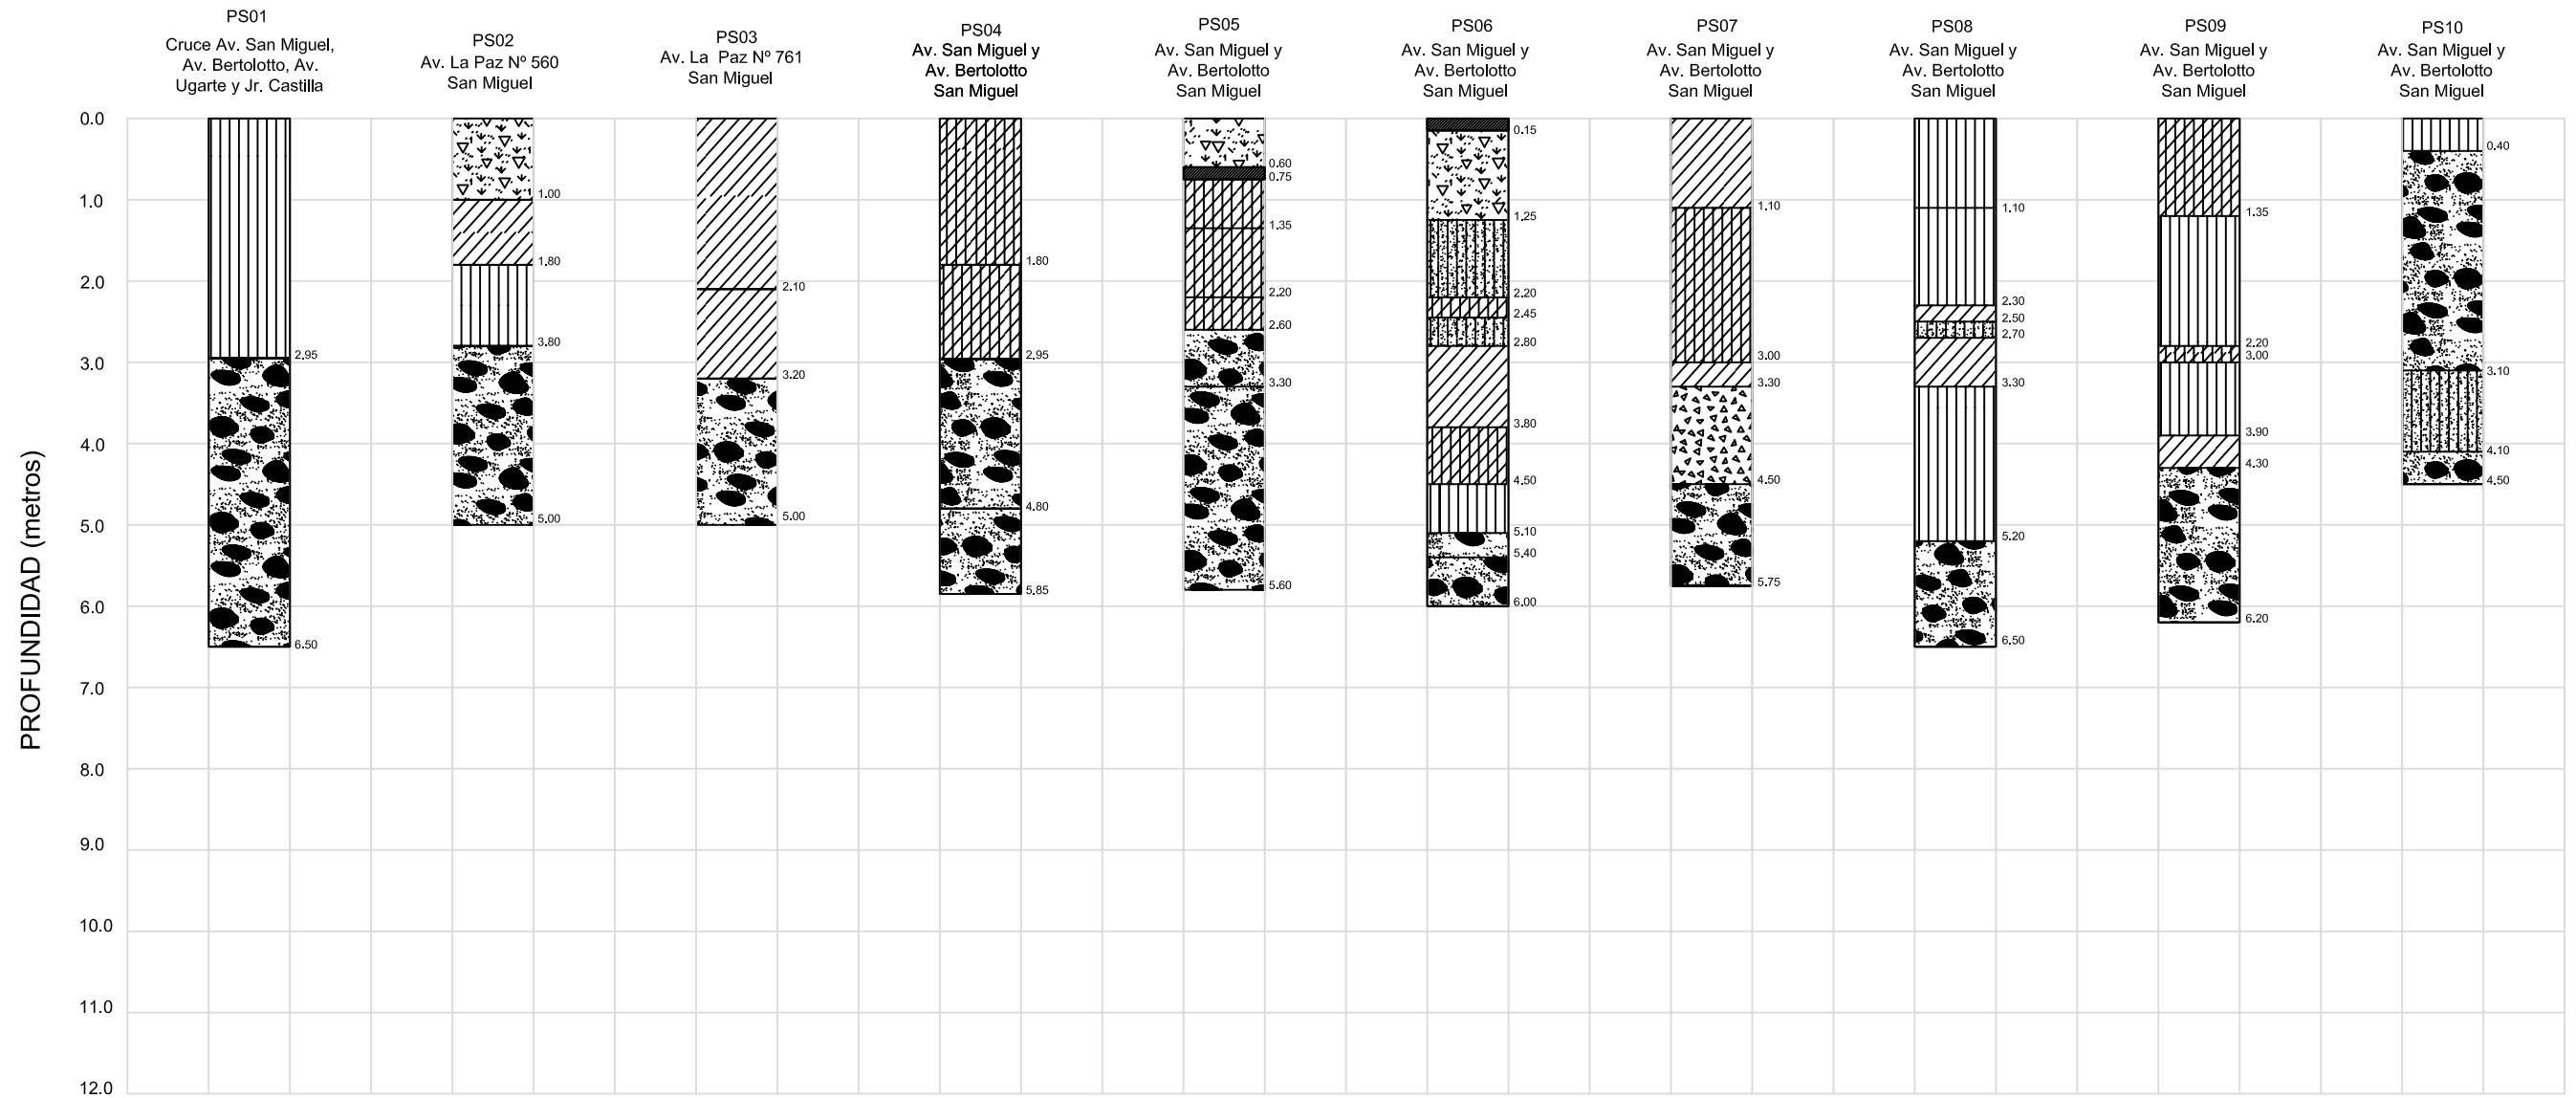 PS01
Cruce Av. San Miguel,
Av. Bertolotto, Av.
Ugarte y Jr. Castilla
PS02
Av. La Paz Nº 560
San Miguel
PS03
Av. La Paz Nº 761
San Miguel
PS04
Av. San Miguel y
Av. Bertolotto
San Miguel
PS05
Av. San Miguel y
Av. Bertolotto
San Miguel
PS06
Av. San Miguel y
Av. Bertolotto
San Miguel
PS07
Av. San Miguel y
Av. Bertolotto
San Miguel
PS08
Av. San Miguel y
Av. Bertolotto
San Miguel
PS09
Av. San Miguel y
Av. Bertolotto
San Miguel
PS10
Av. San Miguel y
Av. Bertolotto
San Miguel
PROFUNDIDAD (metros)
0.0
1.0
2.0
3.0
4.0
5.0
6.0
7.0
8.0
9.0
10.0
11.0
12.0
2.95
6.50
1.00
1.80
3.80
5.00
2.10
3.20
5.00
1.80
2.95
4.80
5.85
0.60
0.75
1.35
2.20
2.60
3.30
5.60
0.15
1.25
2.20
2.45
2.80
3.80
4.50
5.10
5.40
6.00
1.10
3.00
3.30
4.50
5.75
1.10
2.30
2.50
2.70
3.30
5.20
6.50
1.35
2.20
3.00
3.90
4.30
6.20
0.40
3.10
4.10
4.50